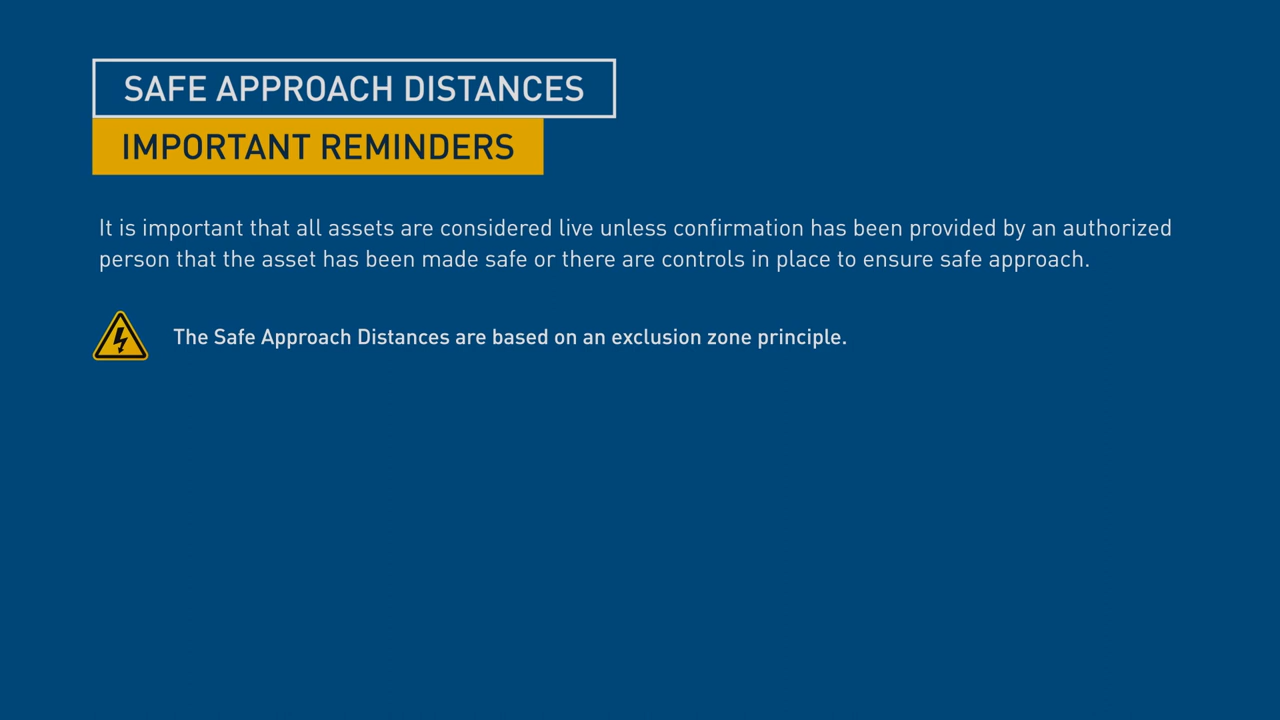 SAFE APPROACH DISTANCES
IMPORTANT REMINDERS
It is important that all assets are considered live unless confirmation has been provided by an authorized
person that the asset has been made safe or there are controls in place to ensure safe approach.
The Safe Approach Distances are based on an exclusion zone principle.